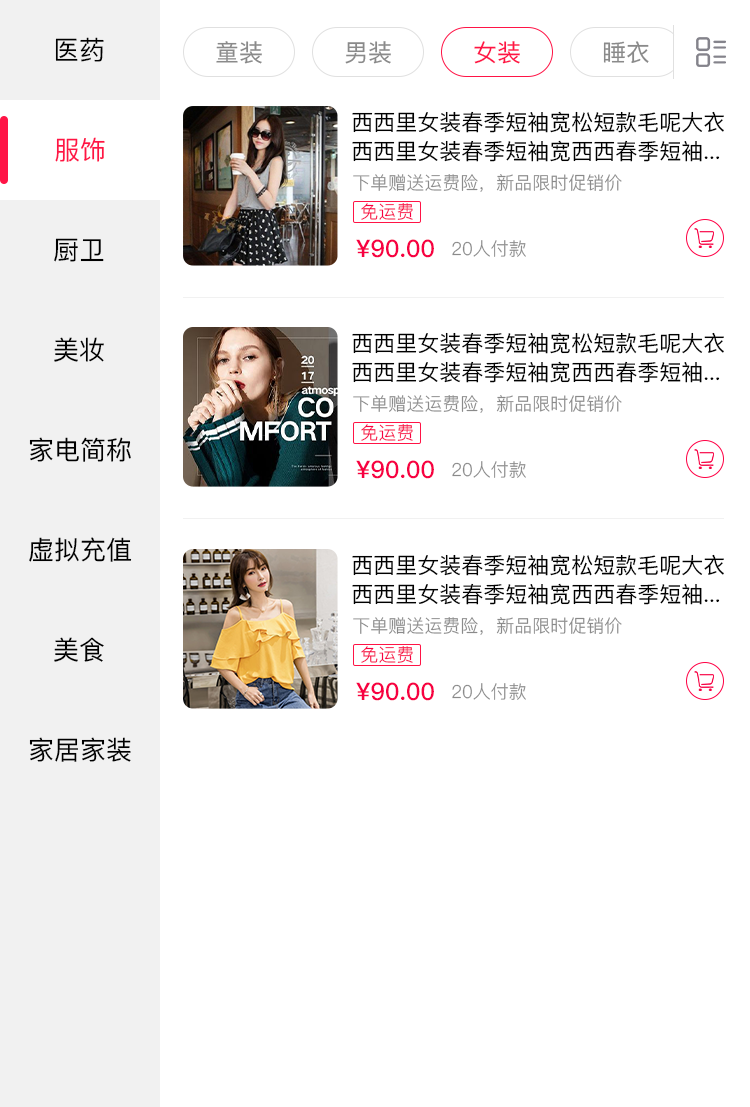 医药
服饰
厨卫
美妆
家电简称
虚拟充值
美食
家居家装
童装
男装
女装
睡衣
西西里女装春季短袖宽松短款毛呢大衣
西西里女装春季短袖宽西西春季短袖...
下单赠送运费险，新品限时促销价
免运费
¥90.00 20人付款
20
17
atmosp
CO
MFORT
西西里女装春季短袖宽松短款毛呢大衣
西西里女装春季短袖宽西西春季短袖...
下单赠送运费险，新品限时促销价
免运费
¥90.00 20人付款
西西里女装春季短袖宽松短款毛呢大衣
西西里女装春季短袖宽西西春季短袖...
下单赠送运费险，新品限时促销价
免运费
¥90.00 20人付款